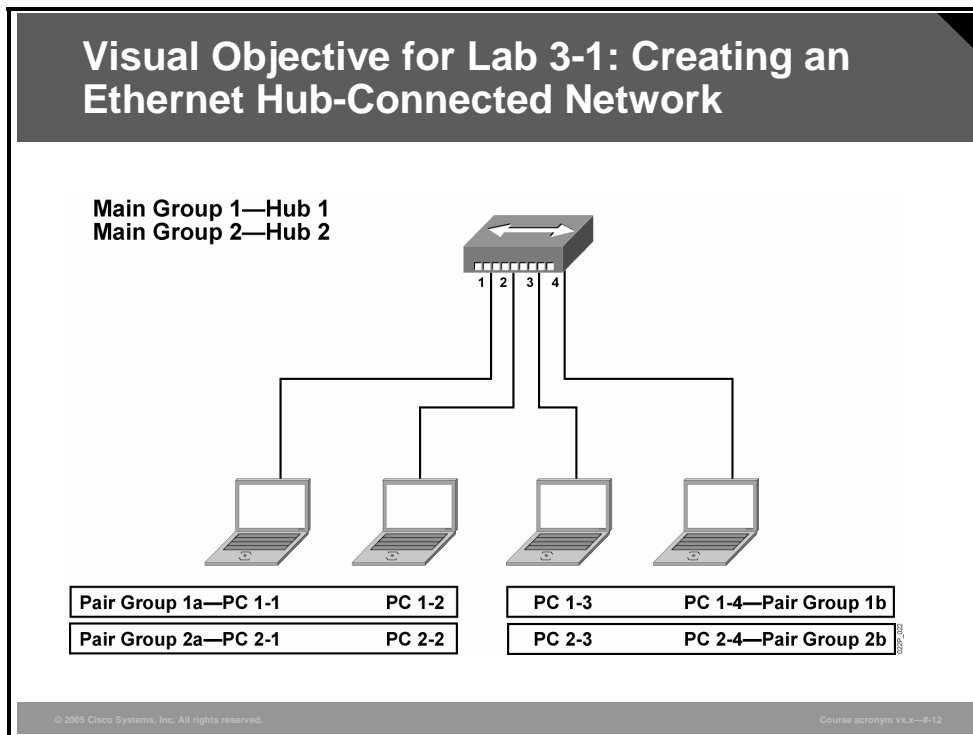 Visual Objective for Lab 3-1: Creating an
Ethernet Hub-Connected Network
Main Group 1—Hub 1
Main Group 2—Hub 2
1 2 3 4
Pair Group 1a—PC 1-1 PC 1-2
PC 1-3 PC 1-4—Pair Group 1b
Pair Group 2a—PC 2-1 PC 2-2
PC 2-3 PC 2-4—Pair Group 2b
022P_022
© 2005 Cisco Systems, Inc. All rights reserved.
Course acronym vx.x—#-12